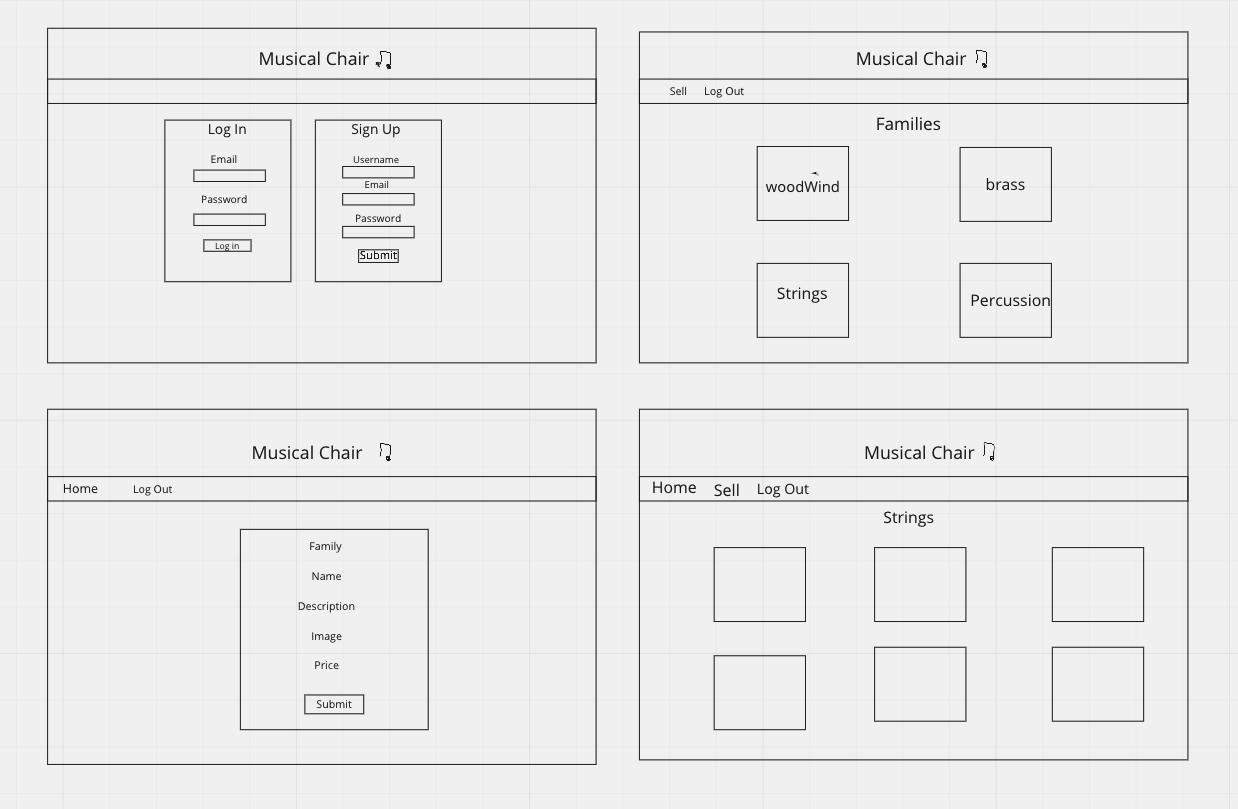 Musical Chair
Log In
Email
Password
Log in
Sign Up
Username
Email
Password
Submit
Musical Chair
Sell Log Out
Families
woodWind
brass
Strings
Percussion
Musical Chair
Home Log Out
Family
Name
Description
Image
Price
Submit
Musical Chair
Home Sell Log Out
Strings